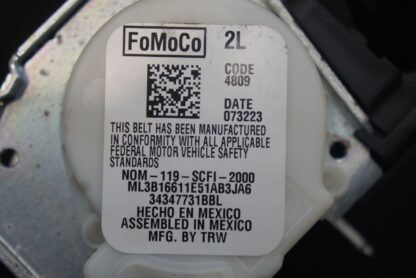 FoMoCo 2L
CODE
4809
DATE
073223
THIS BELT HAS BEEN MANUFACTURED
IN CONFORMITY WITH ALL APPLICABLE
FEDERAL MOTOR VEHICLE SAFETY
STANDARDS
NOM-119-SCFI-2000
ML3B16611E51AB3JA6
34347731BBL
HECHO EN MEXICO
ASSEMBLED IN MEXICO
MFG. BY TRW